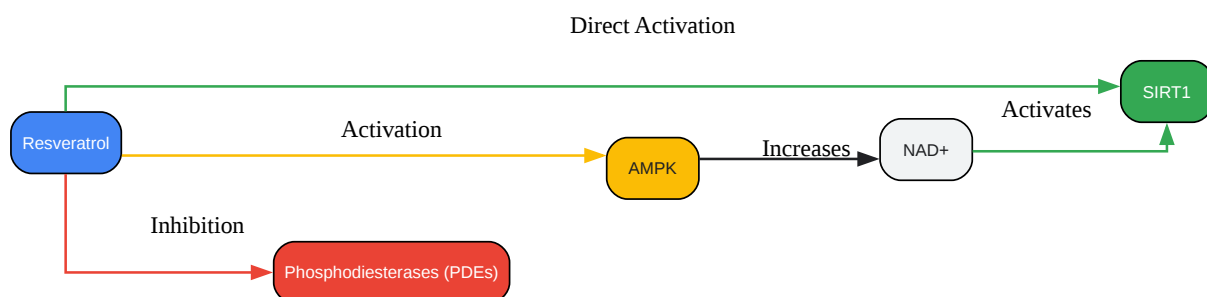 Direct Activation
SIRT1
Activates
Resveratrol
Activation
Increases
NAD+
AMPK
Inhibition
Phosphodiesterases (PDEs)